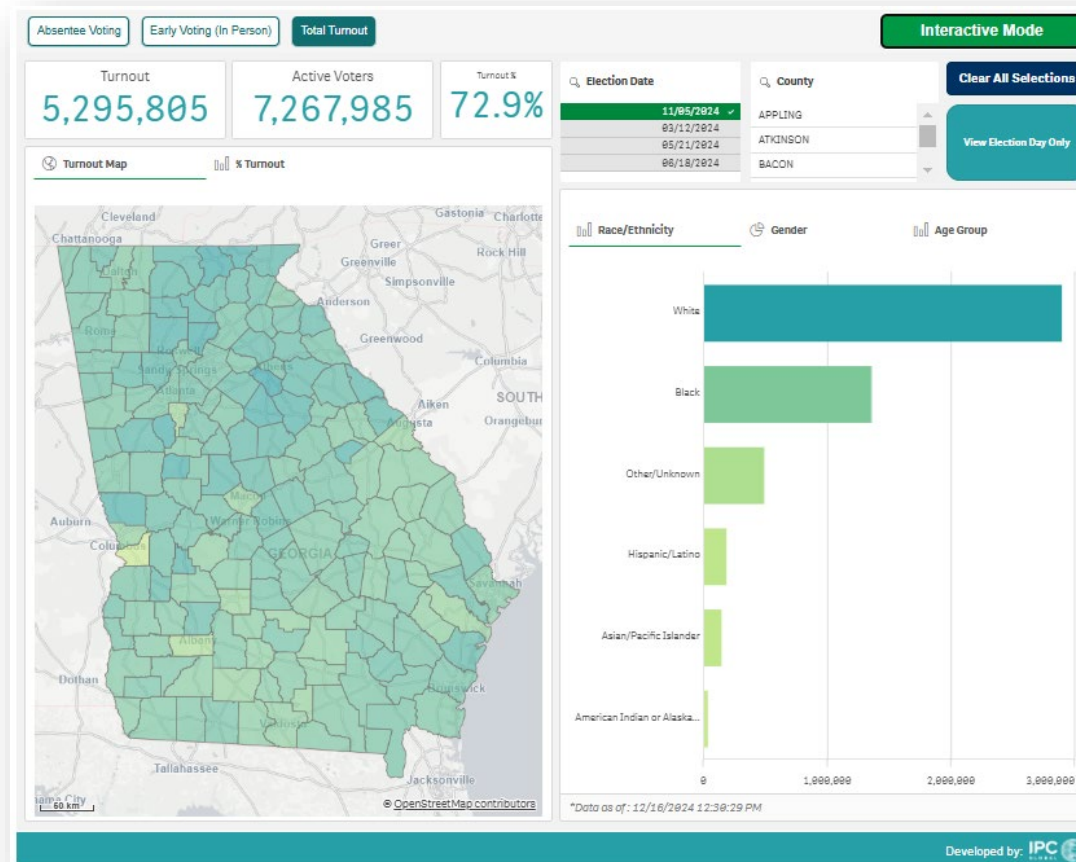 Absentee Voting
Early Voting (In Person)
Total Turnout
Interactive Mode
Turnout
5,295,805
Active Voters
7,267,985
Turnout %
72.9%
Election Date
11/05/2024
03/12/2024
05/21/2024
06/18/2024
County
APPLING
ATKINSON
BACON
Clear All Selections
View Election Day Only
Turnout Map
% Turnout
Cleveland
Gastonia
Charlotte
Chattanooga
Greer
Rock Hill
Greenville
Dalton
Simpsonville
Anderson
Rome
Greenwood
Roswell
Columbia
Sandy Springs
Athens
Atlanta
SOUTH
Aiken
Augusta
Orangebur
Macon
Auburn
Warner Robins
Columbus
GEORGIA
Savannah
Albany
Dothan
Brunswick
Valdosta
Tallahassee
Jacksonville
ama City
50 km
© OpenStreetMap contributors
Race/Ethnicity
Gender
Age Group
White
Black
Other/Unknown
Hispanic/Latino
Asian/Pacific Islander
American Indian or Alaska...
0
1,000,000
2,000,000
3,000,000
*Data as of: 12/16/2024 12:30:29 PM
Developed by: IPC
GLOBAL